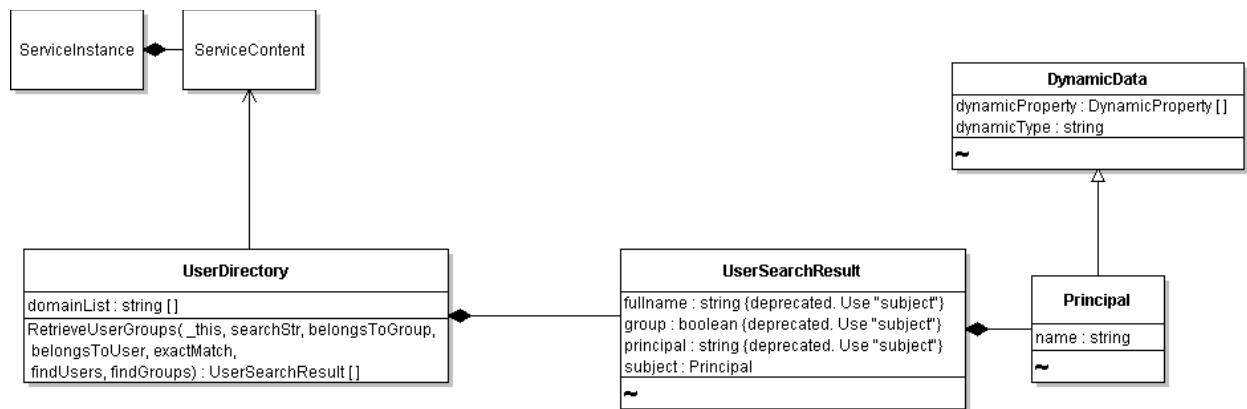 ServiceInstance
ServiceContent
DynamicData
dynamicProperty : DynamicProperty [ ]
dynamicType : string
~
UserDirectory
domainList : string [ ]
RetrieveUserGroups( _this, searchStr, belongsToGroup,
belongsToUser, exactMatch,
findUsers, findGroups) : UserSearchResult [ ]
UserSearchResult
fullname : string {deprecated. Use "subject"}
group : boolean {deprecated. Use "subject"}
principal : string {deprecated. Use "subject"}
subject : Principal
~
Principal
name : string
~